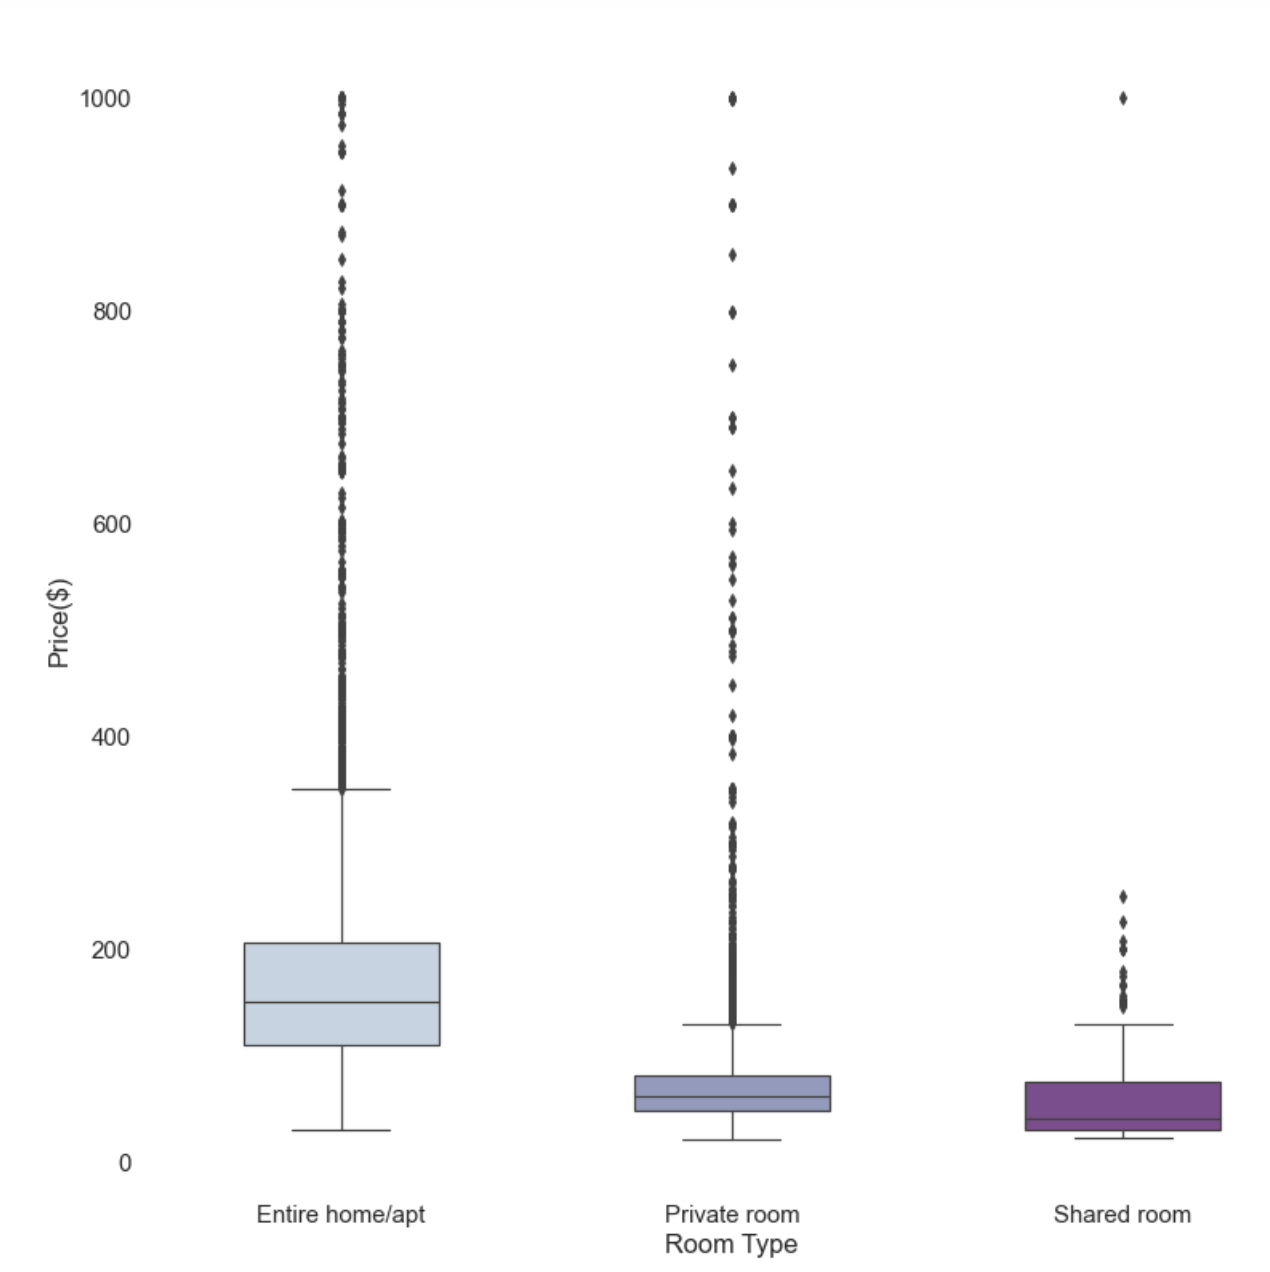 1000
800
600
400
200
0
Price($)
Entire home/apt
Private room
Shared room
Room Type